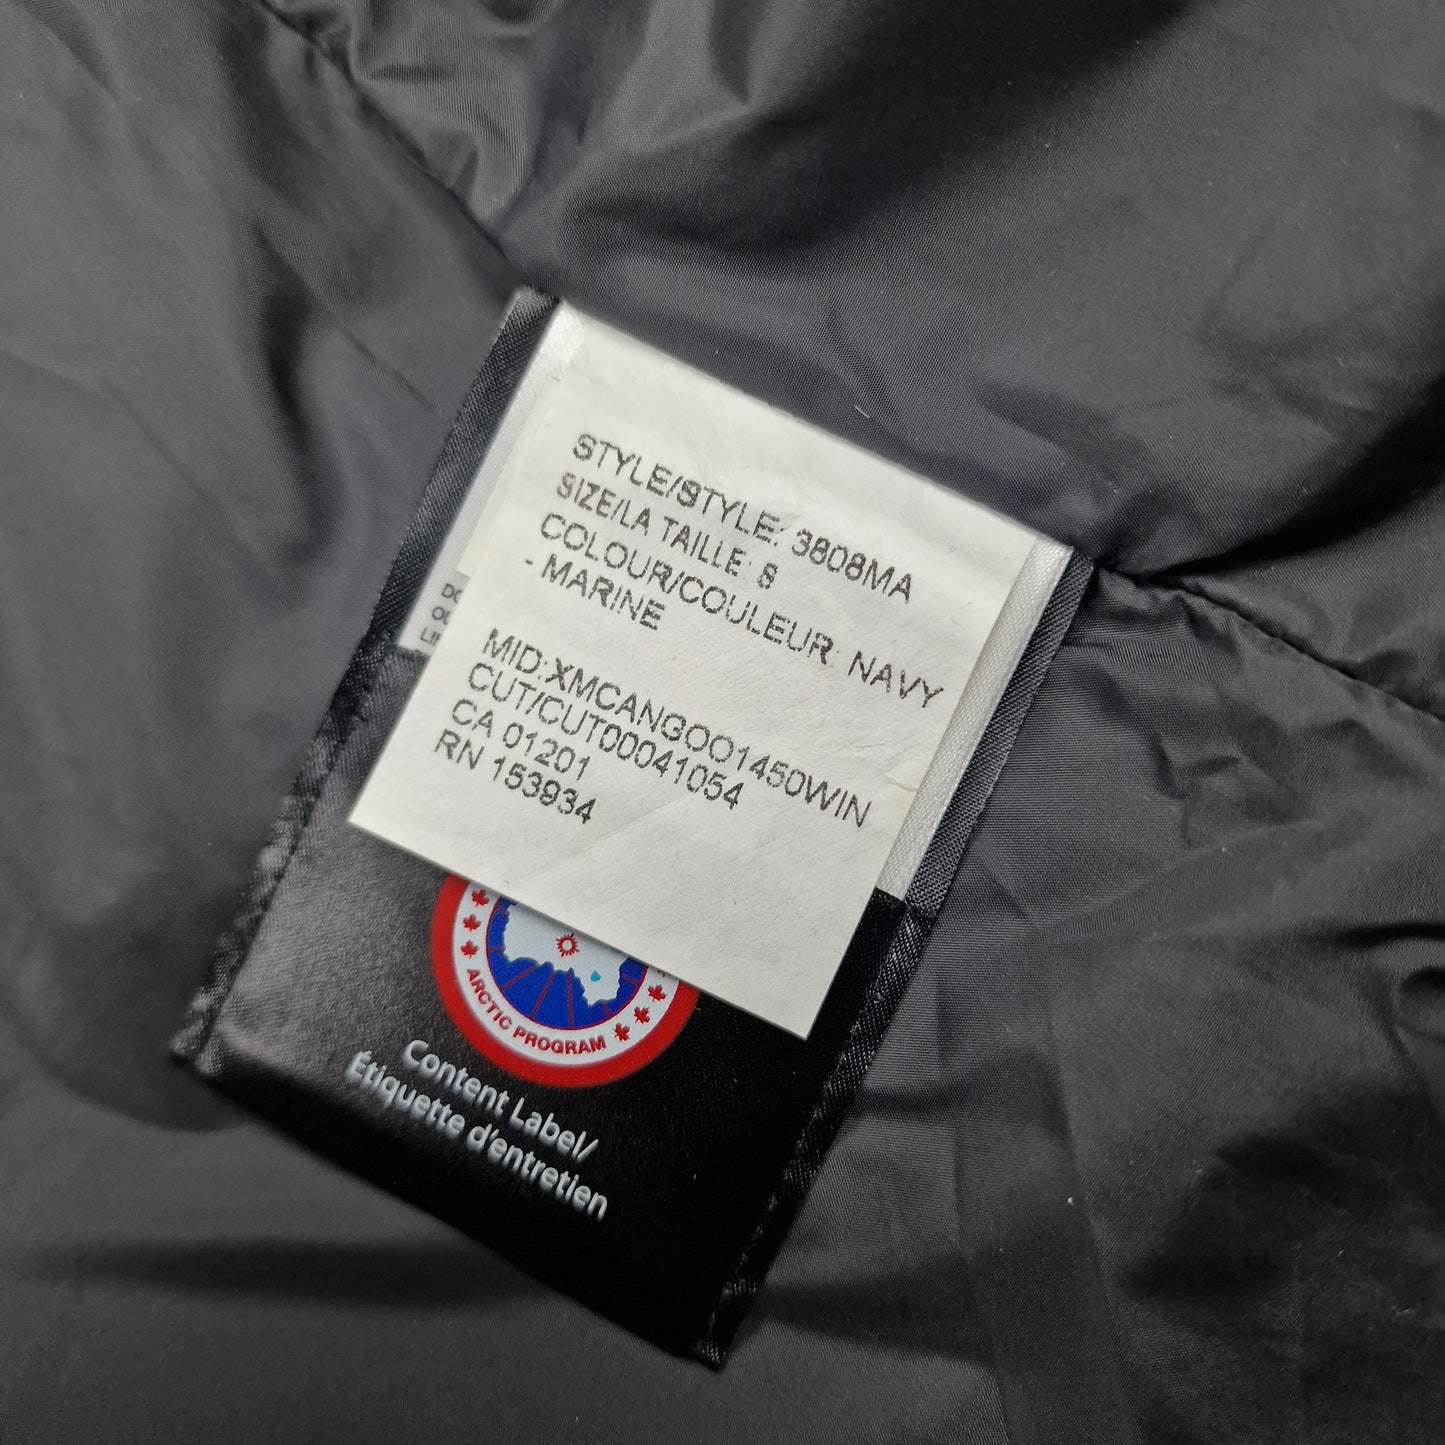 STYLE/STYLE: 3808MA
SIZE/LA TAILLE: S
COLOUR/COULEUR: NAVY
- MARINE
MID:XMCANGOO1450WIN
CUT/CUT00041054
CA 01201
RN 153934
ARCTIC PROGRAM
Content Label/
Étiquette d'entretien